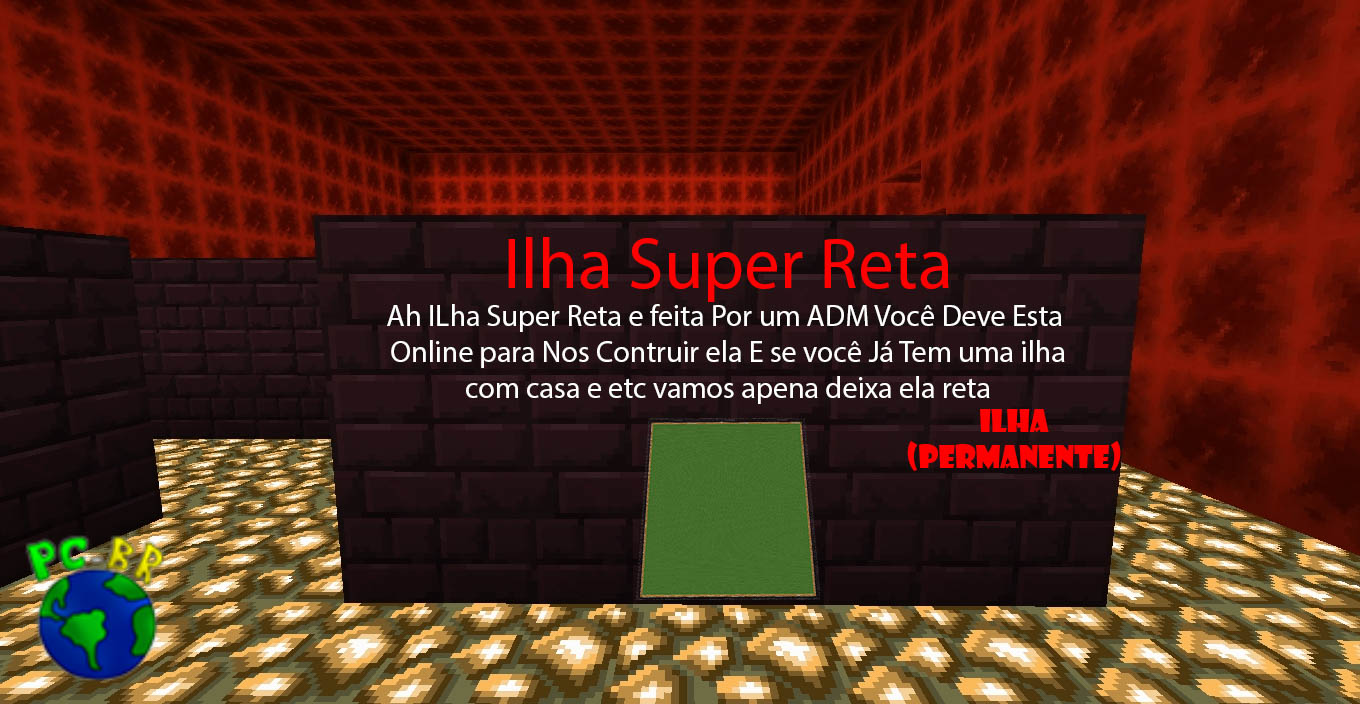 Ilha Super Reta
Ah ILha Super Reta e feita Por um ADM Você Deve Esta
Online para Nos Contruir ela E se você Já Tem uma ilha
com casa e etc vamos apena deixa ela reta
ILHA
(PERMANENTE)
PC-BR